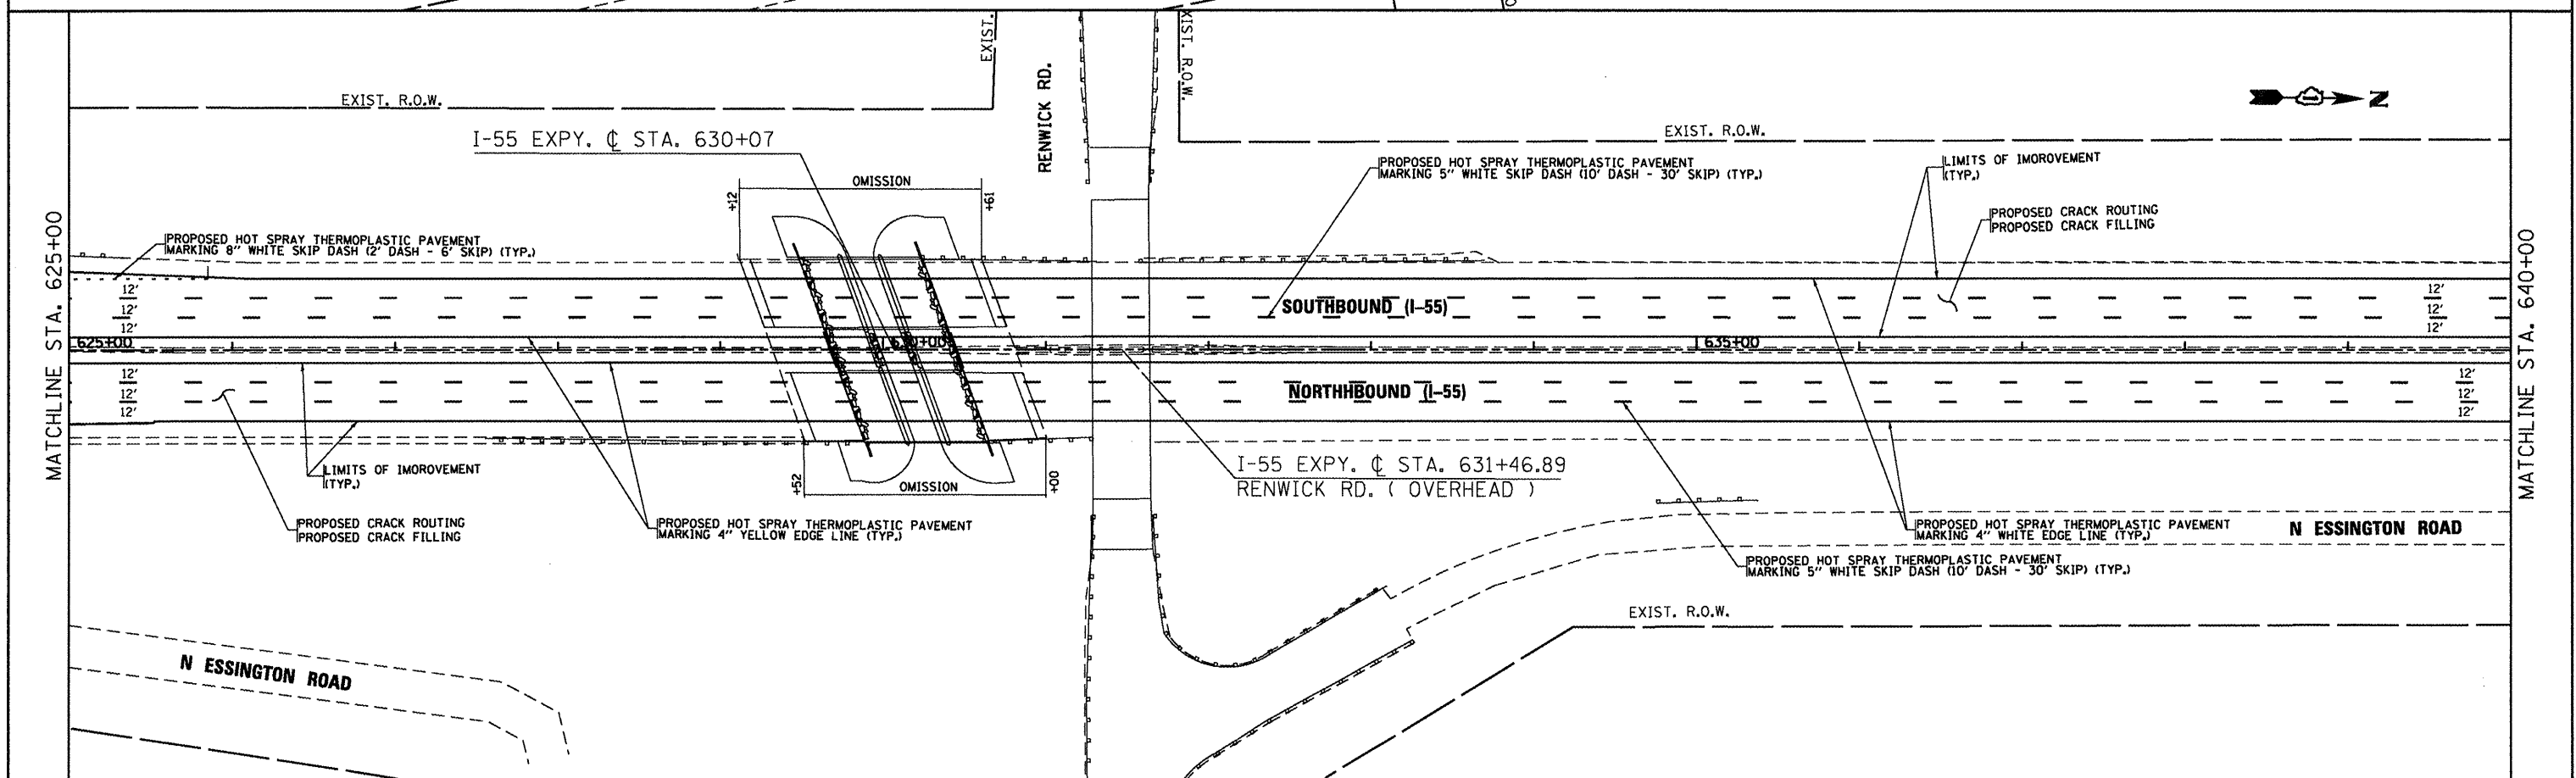 EXIST.
XIST. R.O.W.
RENWICK RD.
EXIST. R.O.W.
N
EXIST. R.O.W.
I-55 EXPY. ℄ STA. 630+07
PROPOSED HOT SPRAY THERMOPLASTIC PAVEMENT
MARKING 5" WHITE SKIP DASH (10' DASH - 30' SKIP) (TYP.)
LIMITS OF IMOROVEMENT
(TYP.)
OMISSION
+12
+61
PROPOSED CRACK ROUTING
PROPOSED CRACK FILLING
MATCHLINE STA. 625+00
MATCHLINE STA. 640+00
PROPOSED HOT SPRAY THERMOPLASTIC PAVEMENT
MARKING 8" WHITE SKIP DASH (2' DASH - 6' SKIP) (TYP.)
12'
12'
12'
SOUTHBOUND (I-55)
12'
12'
12'
625+00
630+00
635+00
12'
12'
12'
NORTHHBOUND (I-55)
12'
12'
12'
LIMITS OF IMOROVEMENT
(TYP.)
+52
OMISSION
+00
I-55 EXPY. ℄ STA. 631+46.89
RENWICK RD. ( OVERHEAD )
PROPOSED CRACK ROUTING
PROPOSED CRACK FILLING
PROPOSED HOT SPRAY THERMOPLASTIC PAVEMENT
MARKING 4" YELLOW EDGE LINE (TYP.)
PROPOSED HOT SPRAY THERMOPLASTIC PAVEMENT
MARKING 4" WHITE EDGE LINE (TYP.)
N ESSINGTON ROAD
PROPOSED HOT SPRAY THERMOPLASTIC PAVEMENT
MARKING 5" WHITE SKIP DASH (10' DASH - 30' SKIP) (TYP.)
EXIST. R.O.W.
N ESSINGTON ROAD